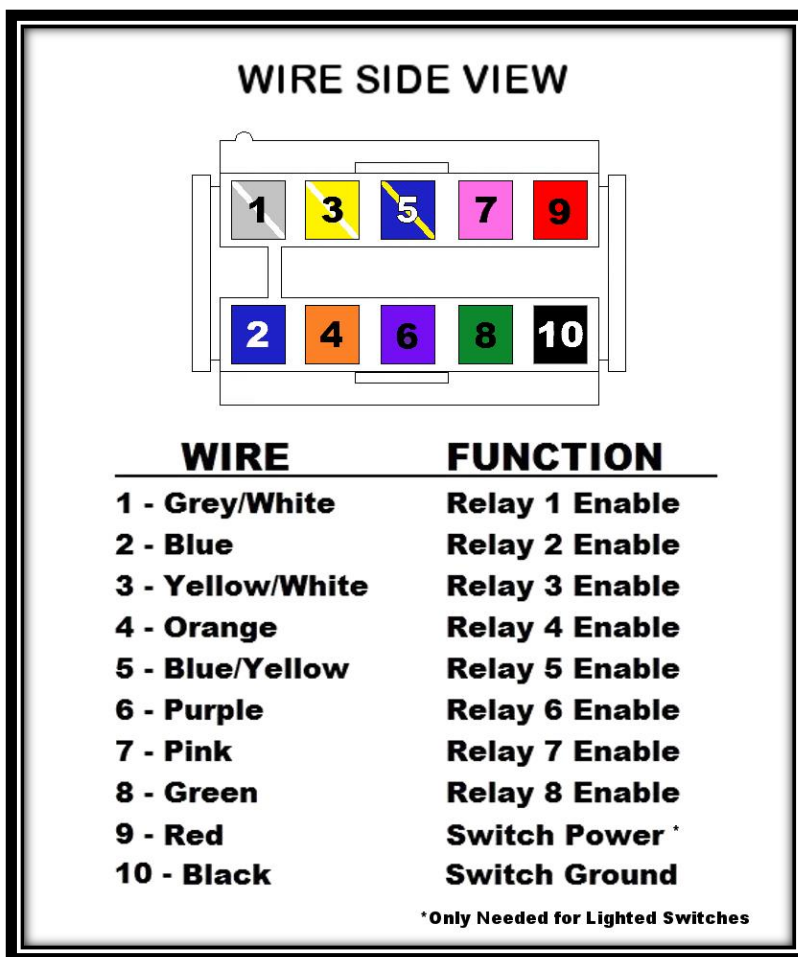 WIRE SIDE VIEW
1 3 5 7 9
2 4 6 8 10
WIRE FUNCTION
1 - Grey/White Relay 1 Enable
2 - Blue Relay 2 Enable
3 - Yellow/White Relay 3 Enable
4 - Orange Relay 4 Enable
5 - Blue/Yellow Relay 5 Enable
6 - Purple Relay 6 Enable
7 - Pink Relay 7 Enable
8 - Green Relay 8 Enable
9 - Red Switch Power *
10 - Black Switch Ground
*Only Needed for Lighted Switches